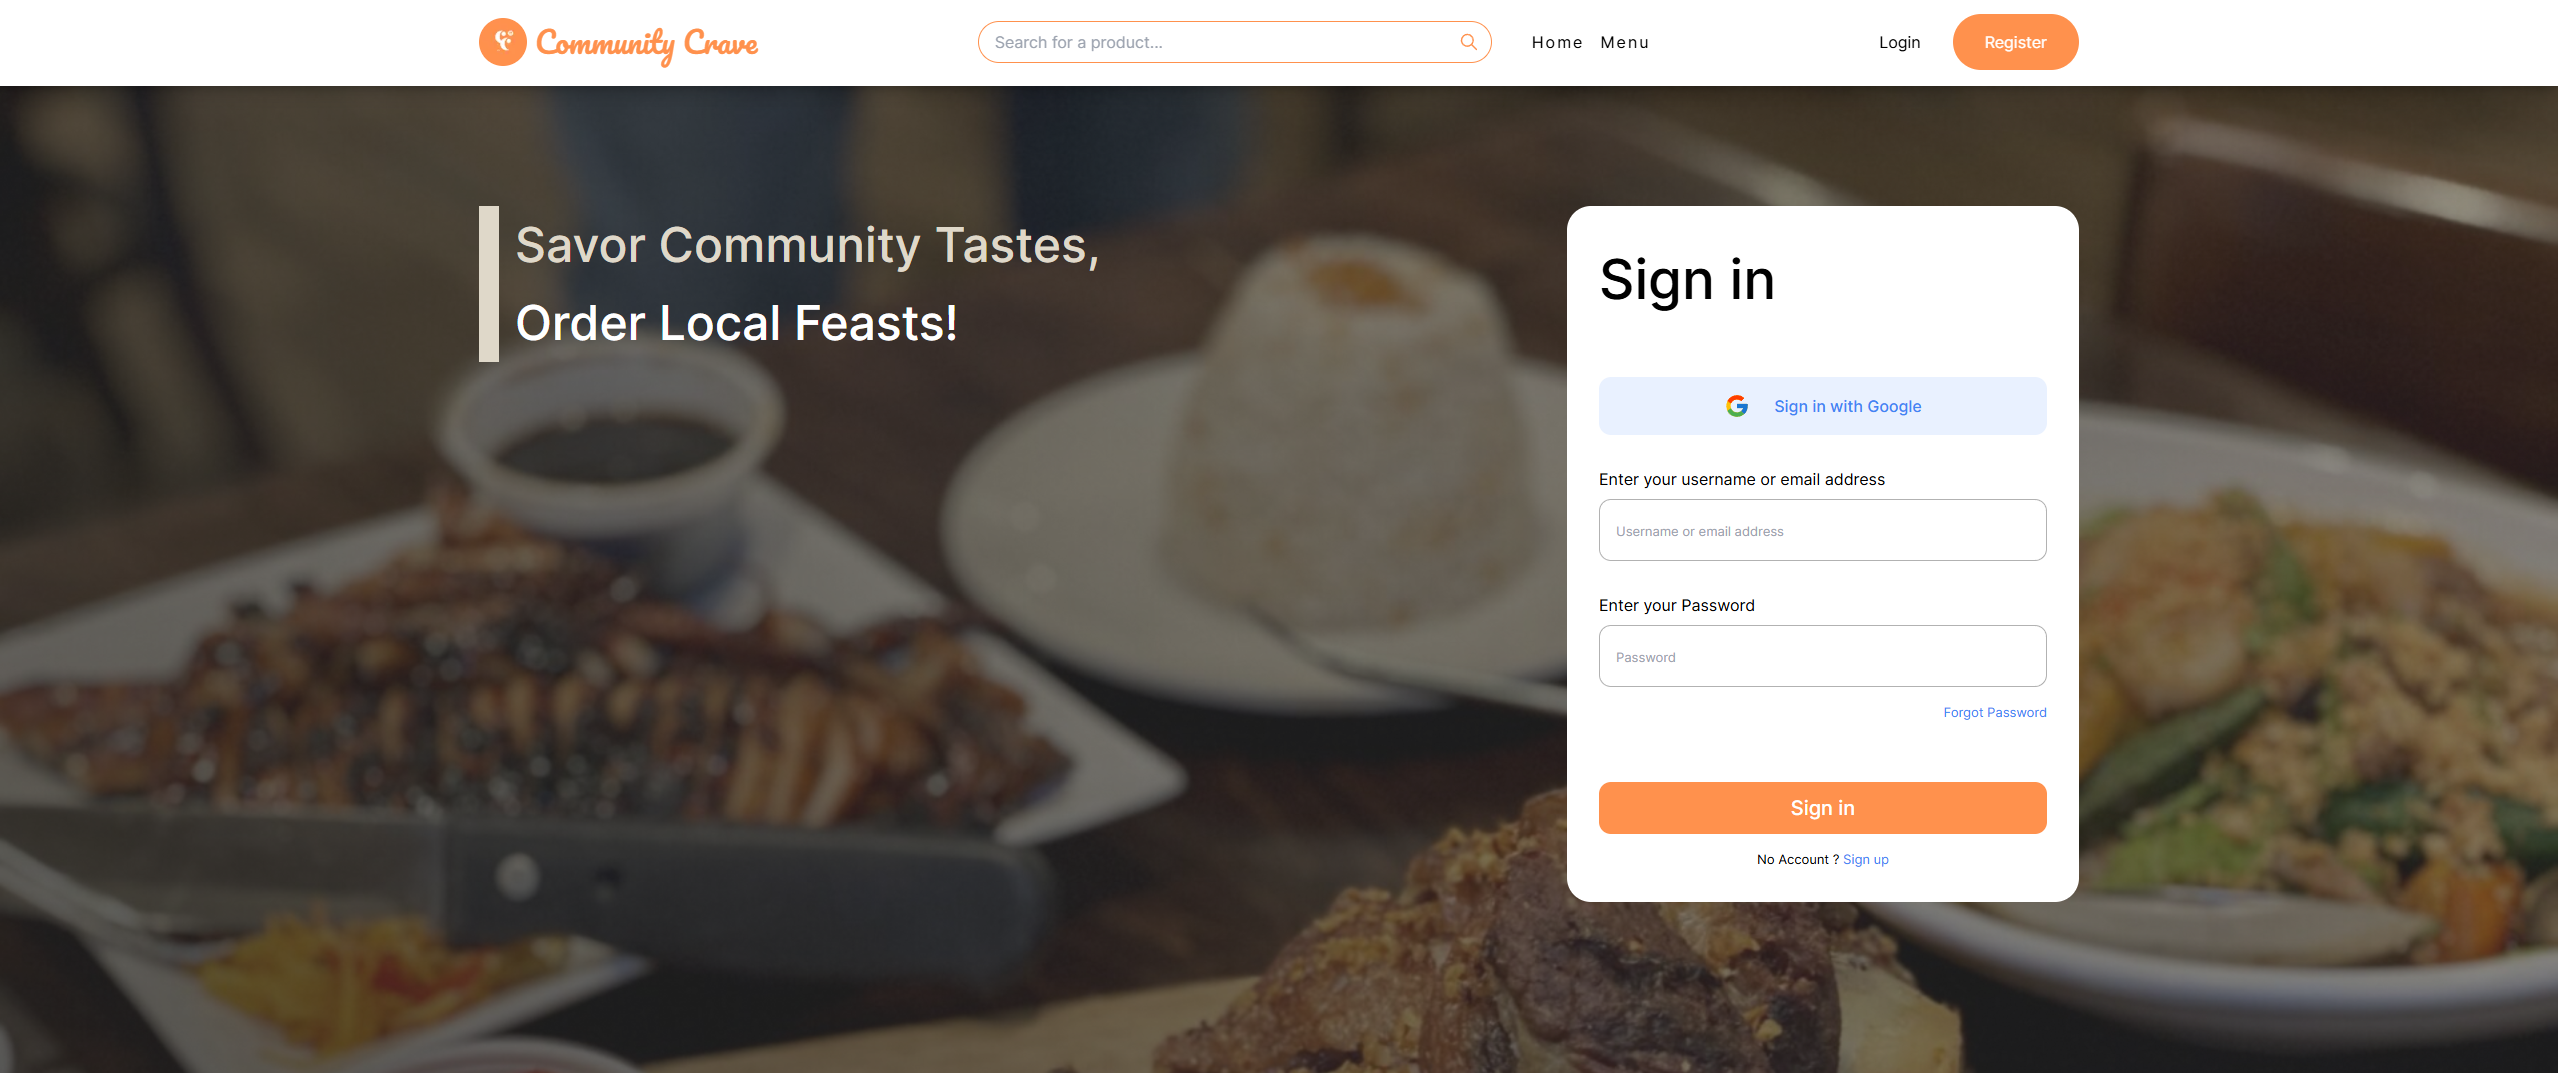 Community Crave
Search for a product...
Home Menu
Login
Register
Savor Community Tastes,
Order Local Feasts!
Sign in
Sign in with Google
Enter your username or email address
Username or email address
Enter your Password
Password
Forgot Password
Sign in
No Account ? Sign up